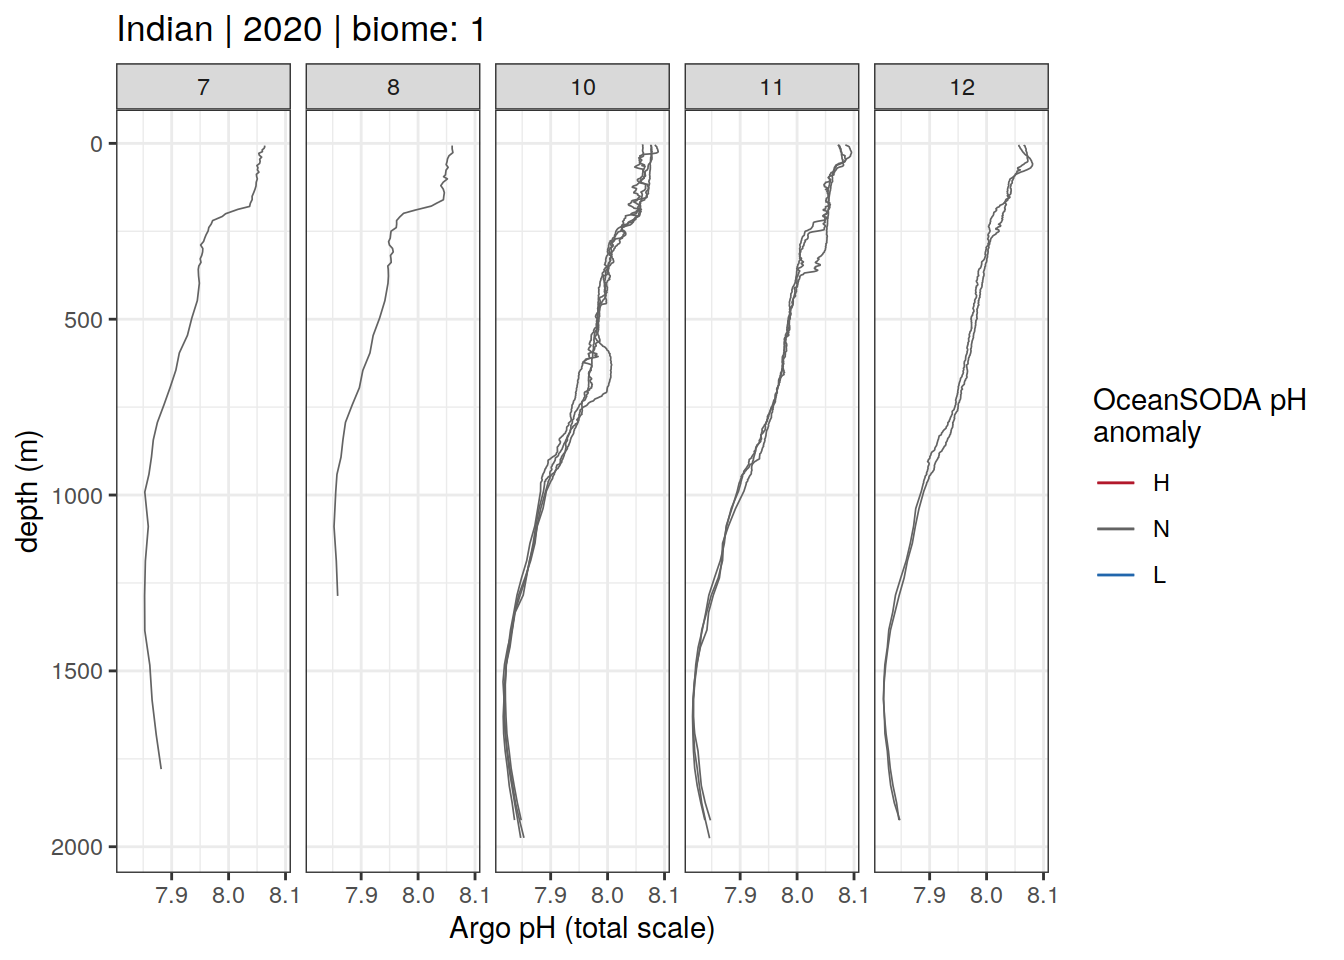 Indian | 2020 | biome: 1
7 8 10 11 12
0
500
1000
1500
2000
depth (m)
7.9 8.0 8.1 7.9 8.0 8.1 7.9 8.0 8.1 7.9 8.0 8.1 7.9 8.0 8.1
Argo pH (total scale)
OceanSODA pH
anomaly
H
N
L